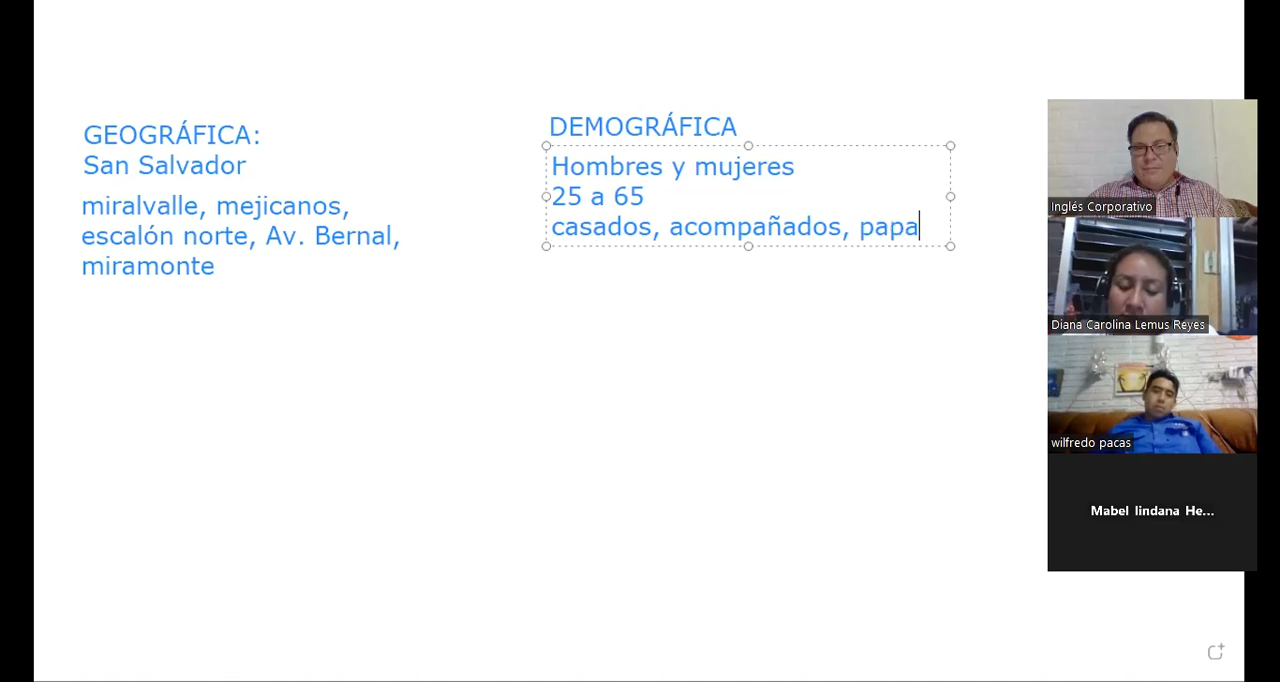 GEOGRÁFICA:
San Salvador
miralvalle, mejicanos,
escalón norte, Av. Bernal,
miramonte
DEMOGRÁFICA
Hombres y mujeres
25 a 65
casados, acompañados, papa
Inglés Corporativo
Diana Carolina Lemus Reyes
wilfredo pacas
Mabel lindana He...